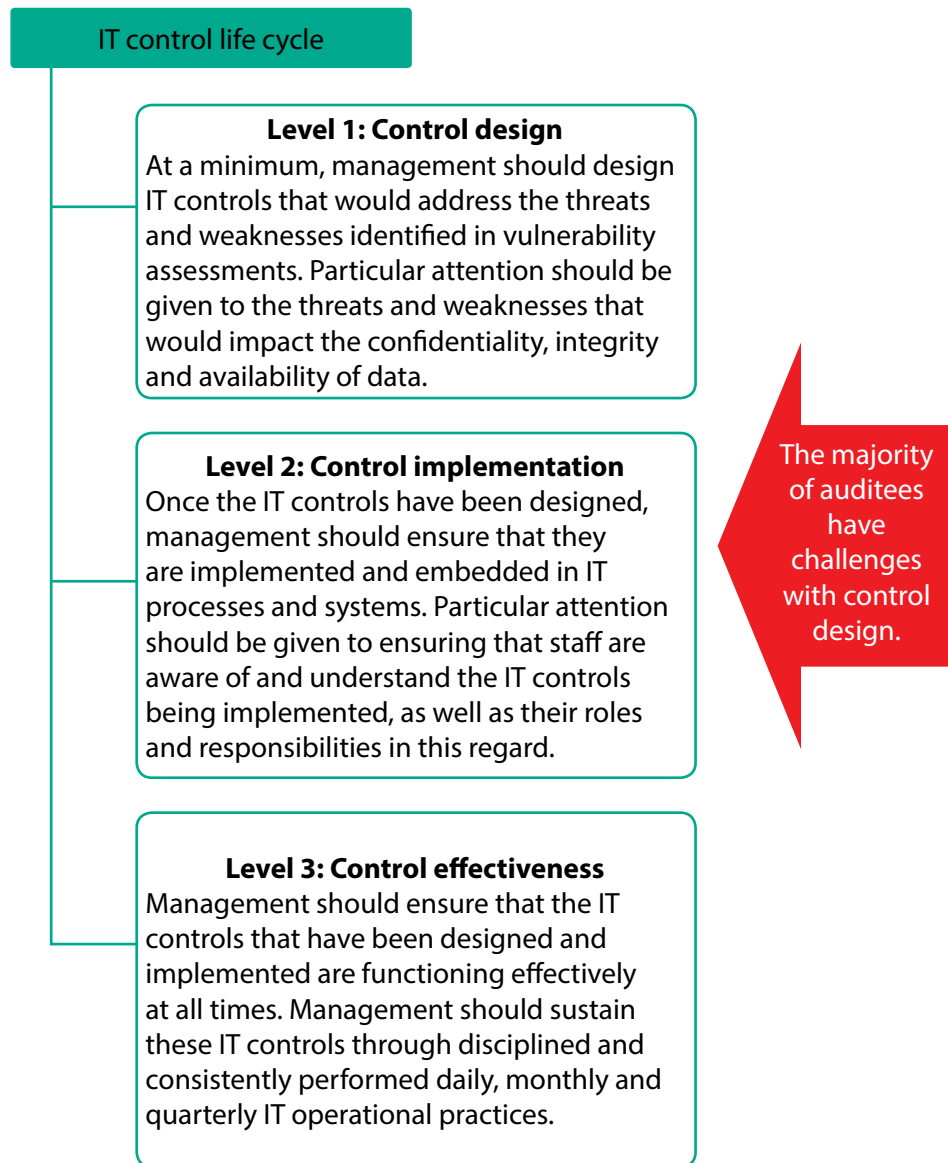 IT control life cycle
Level 1: Control design
At a minimum, management should design
IT controls that would address the threats
and weaknesses identified in vulnerability
assessments. Particular attention should be
given to the threats and weaknesses that
would impact the confidentiality, integrity
and availability of data.
Level 2: Control implementation
Once the IT controls have been designed,
management should ensure that they
are implemented and embedded in IT
processes and systems. Particular attention
should be given to ensuring that staff are
aware of and understand the IT controls
being implemented, as well as their roles
and responsibilities in this regard.
The majority
of auditees
have
challenges
with control
design.
Level 3: Control effectiveness
Management should ensure that the IT
controls that have been designed and
implemented are functioning effectively
at all times. Management should sustain
these IT controls through disciplined and
consistently performed daily, monthly and
quarterly IT operational practices.